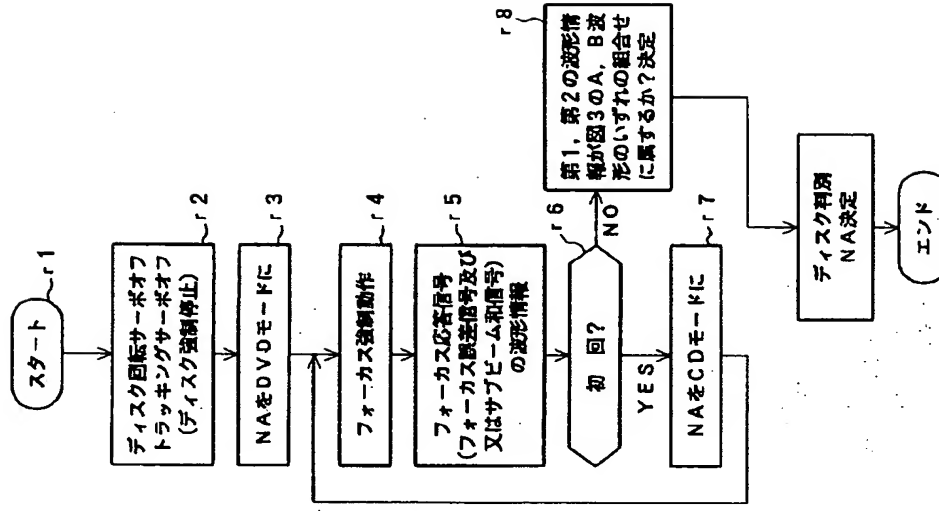 スタート
r1
ディスク回転サーボオフ
トラッキングサーボオフ
(ディスク強制停止)
r2
NAをDVDモードに
r3
フォーカス強制動作
r4
フォーカス応答信号
(フォーカス誤差信号及び
又はサブビーム和信号)
の波形情報
r5
初回?
r6
NO
YES
NAをCDモードに
r7
第1,第2の波形情
報が図3のA,B波
形のいずれの組合せ
に属するか?決定
r8
ディスク判別
NA決定
エンド